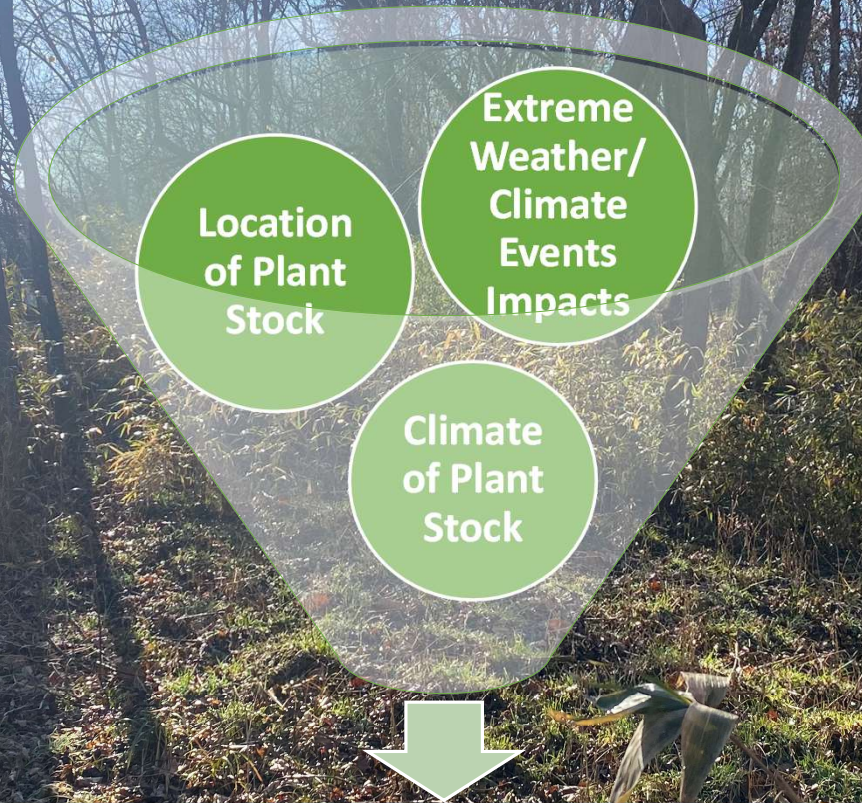 Extreme
Weather/
Climate
Events
Impacts
Location
of Plant
Stock
Climate
of Plant
Stock